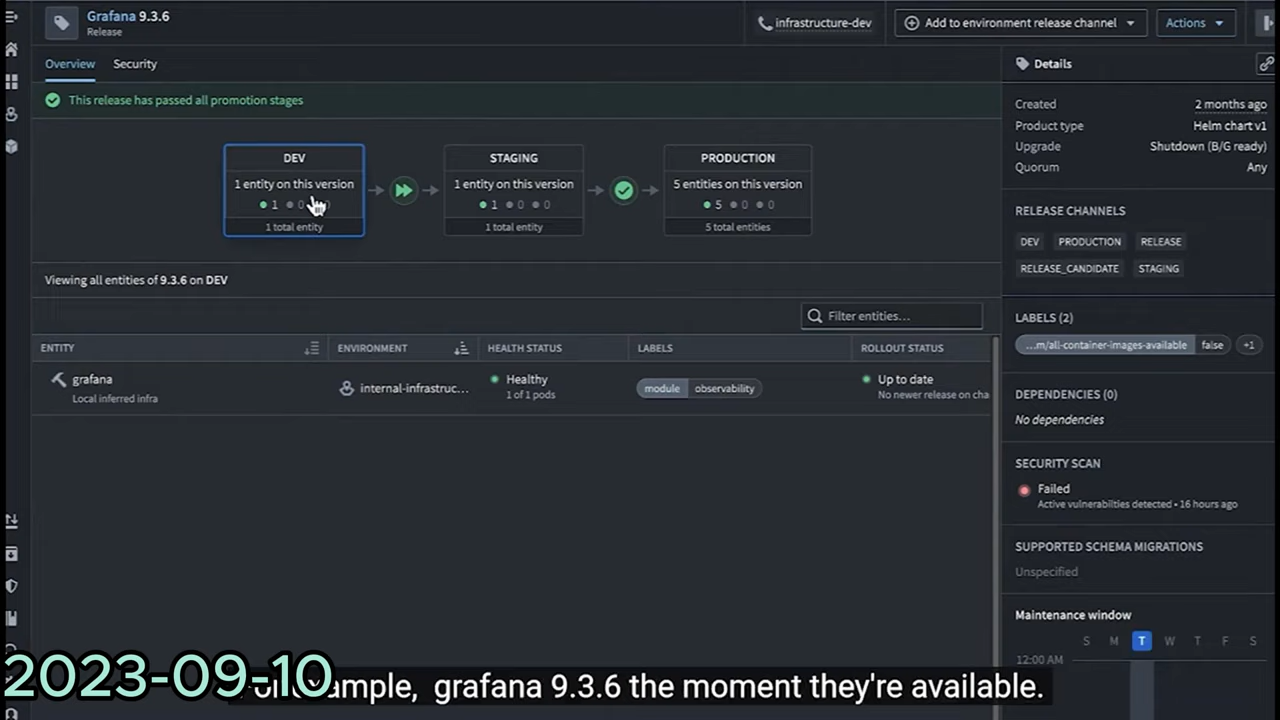 Grafana 9.3.6
Release
infrastructure-dev
Add to environment release channel
Actions
Overview
Security
This release has passed all promotion stages
DEV
1 entity on this version
1 0
1 total entity
STAGING
1 entity on this version
1 0 0
1 total entity
PRODUCTION
5 entities on this version
5 0 0
5 total entities
Viewing all entities of 9.3.6 on DEV
Filter entities...
ENTITY
ENVIRONMENT
HEALTH STATUS
LABELS
ROLLOUT STATUS
grafana
Local inferred infra
internal-infrastruc...
Healthy
1 of 1 pods
module observability
Up to date
No newer release on cha
Details
Created 2 months ago
Product type Helm chart v1
Upgrade Shutdown (B/G ready)
Quorum Any
RELEASE CHANNELS
DEV PRODUCTION RELEASE
RELEASE_CANDIDATE STAGING
LABELS (2)
...m/all-container-images-available false +1
DEPENDENCIES (0)
No dependencies
SECURITY SCAN
Failed
Active vulnerabilties detected • 16 hours ago
SUPPORTED SCHEMA MIGRATIONS
Unspecified
Maintenance window
S M T W T F S
12:00 AM
2023-09-10
grafana 9.3.6 the moment they're available.